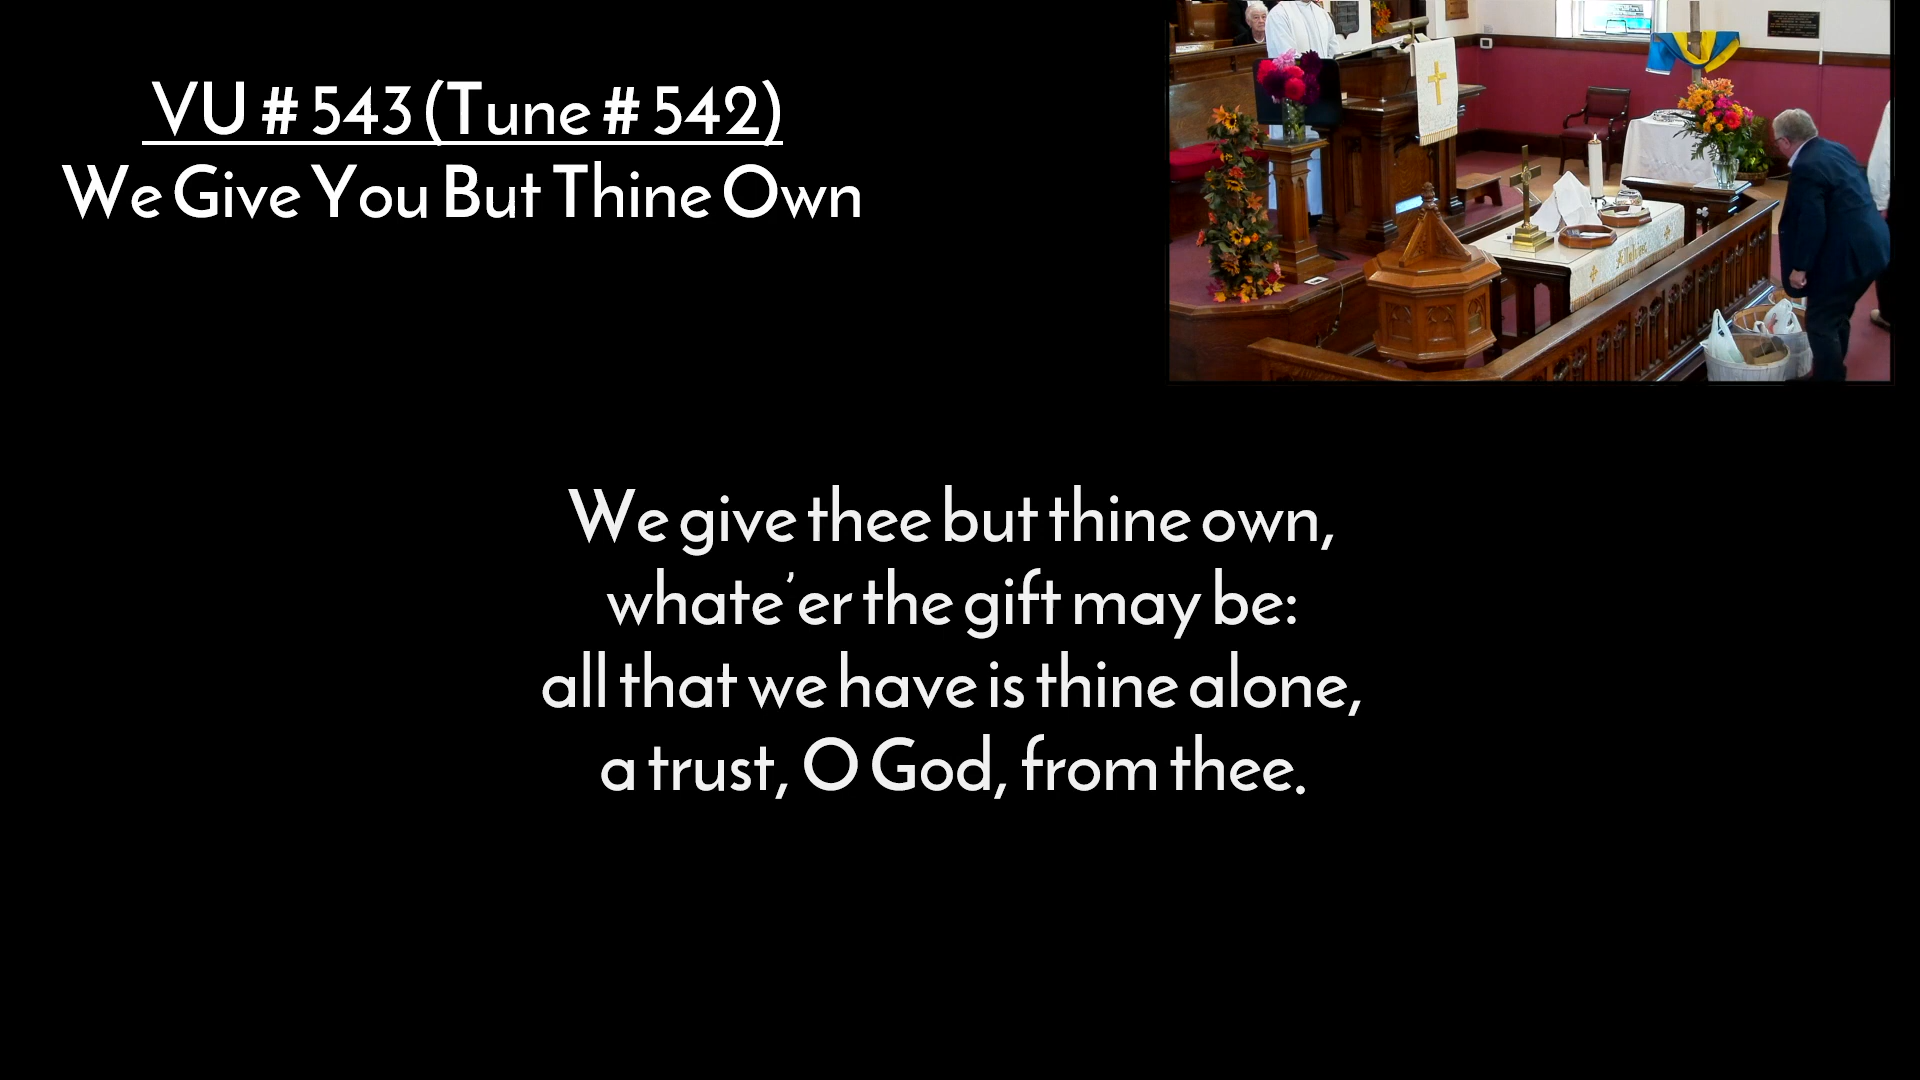 VU # 543 (Tune # 542)
We Give You But Thine Own
We give thee but thine own,
whate'er the gift may be:
all that we have is thine alone,
a trust, O God, from thee.